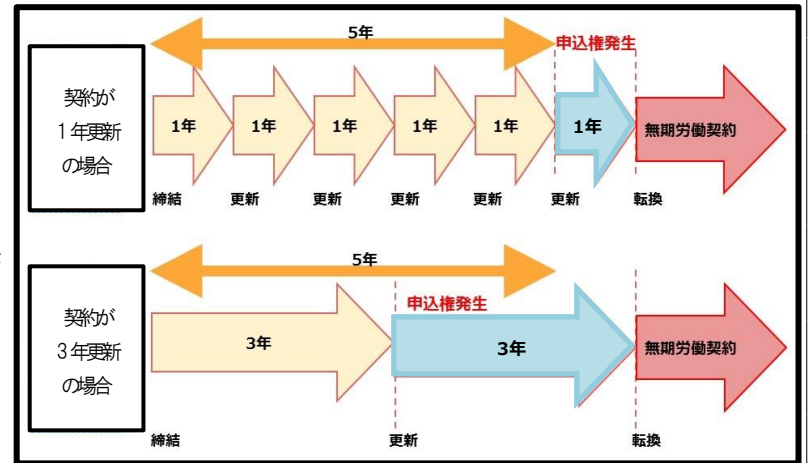 5年
申込権発生
契約が
1年更新
の場合
1年
1年
1年
1年
1年
1年
無期労働契約
締結
更新
更新
更新
更新
更新
転換
5年
申込権発生
契約が
3年更新
の場合
3年
3年
無期労働契約
締結
更新
転換